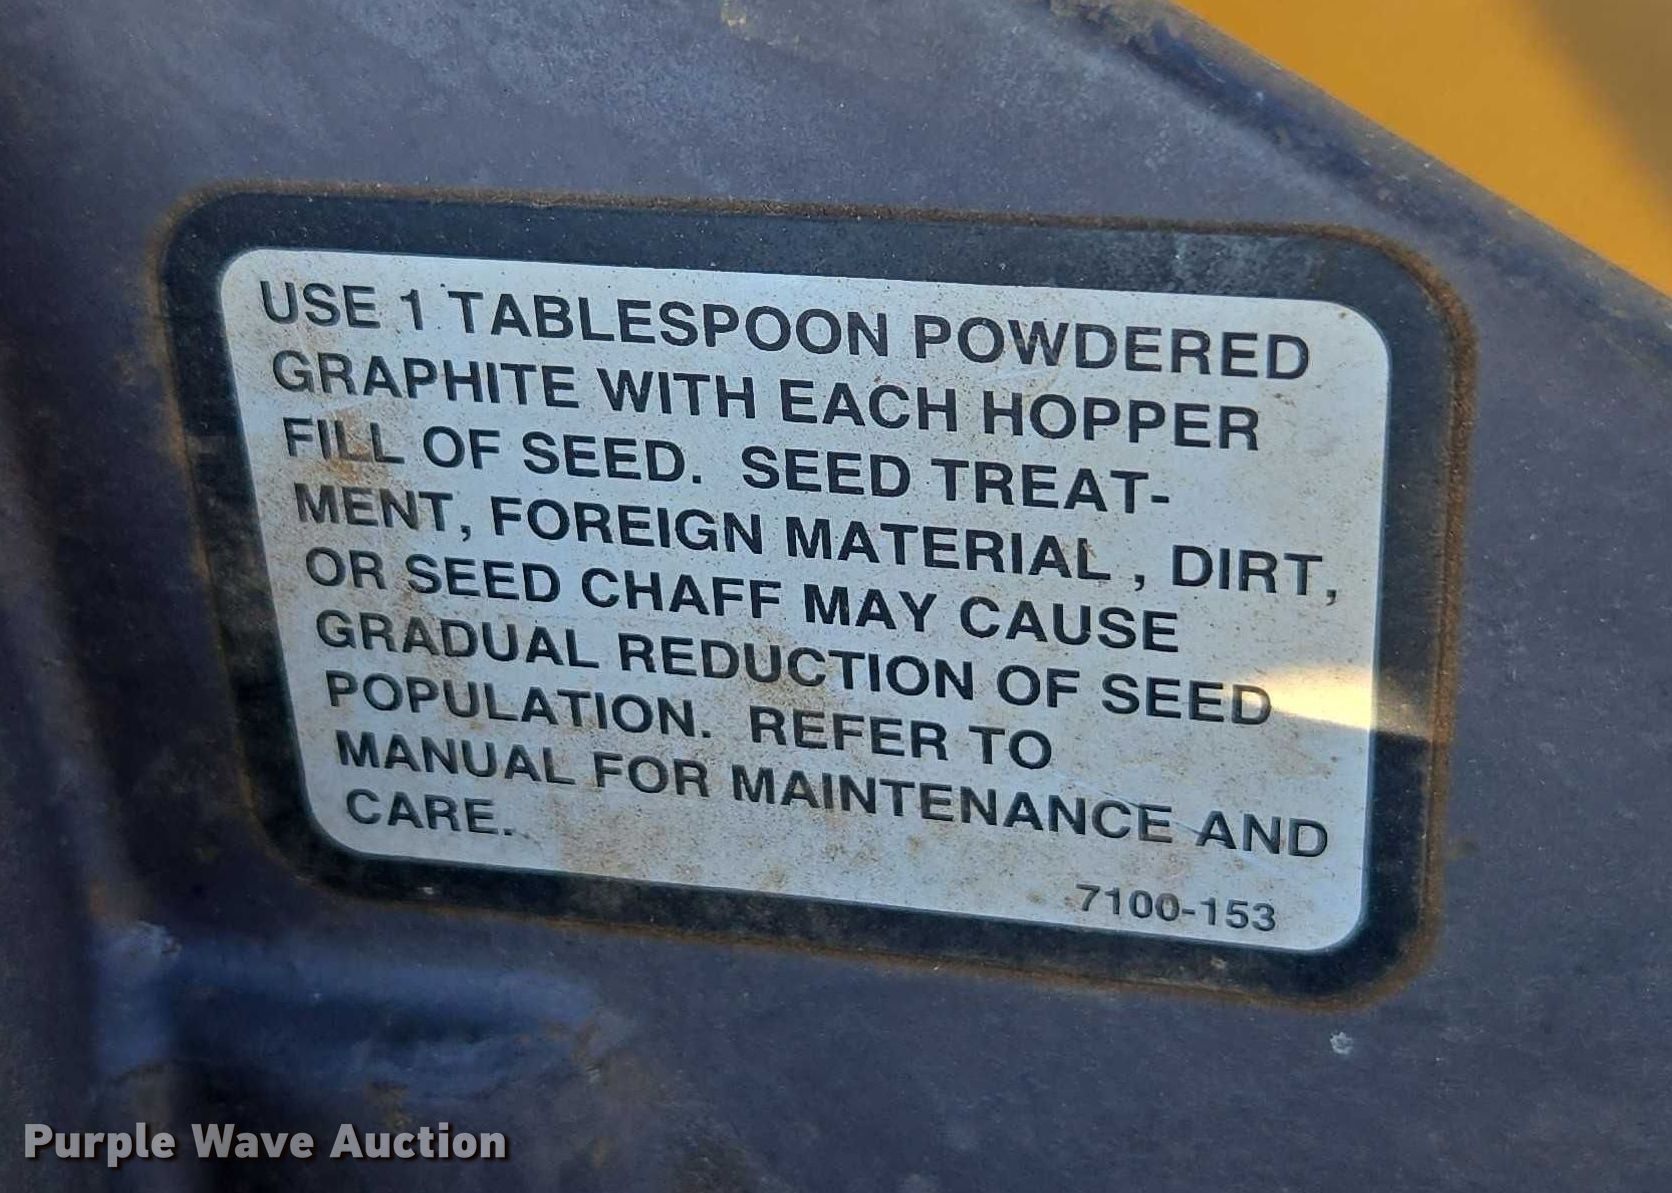 USE 1 TABLESPOON POWDERED
GRAPHITE WITH EACH HOPPER
FILL OF SEED. SEED TREAT-
MENT, FOREIGN MATERIAL , DIRT,
OR SEED CHAFF MAY CAUSE
GRADUAL REDUCTION OF SEED
POPULATION. REFER TO
MANUAL FOR MAINTENANCE AND
CARE.
7100-153
Purple Wave Auction